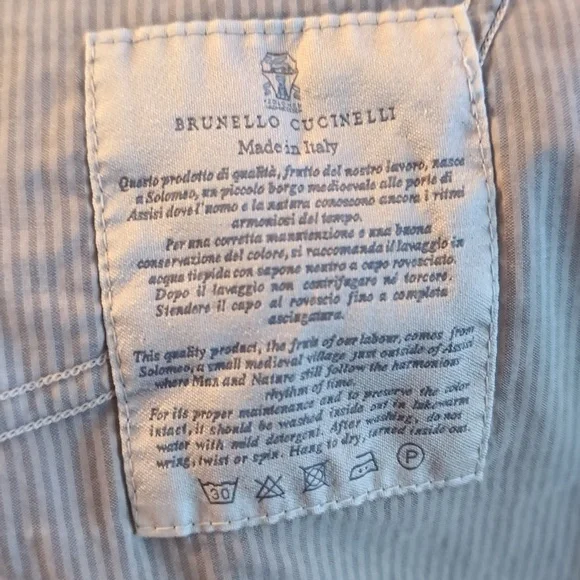 BRUNELLO CUCINELLI
Made in Italy
Questo prodotto di qualità, frutto del nostro lavoro, nasce
a Solomeo, un piccolo borgo medioevale alle porte di
Assisi dove l'uomo e la natura conoscono ancora i ritmi
armoniosi del tempo.
Per una corretta manutenzione e una buona
conservazione del colore, si raccomanda il lavaggio in
acqua tiepida con sapone neutro a capo rovesciato.
Dopo il lavaggio non centrifugare né torcere.
Stendere il capo al rovescio fino a completa
asciugatura.
This quality product, the fruit of our labour, comes from
Solomeo, a small medieval village just outside of Assisi
where Man and Nature still follow the harmonious
rhythm of time.
For its proper maintenance and to preserve the color
intact, it should be washed inside out in lukewarm
water with mild detergent. After washing, do not
wring, twist or spin. Hang to dry, turned inside out.
30 P